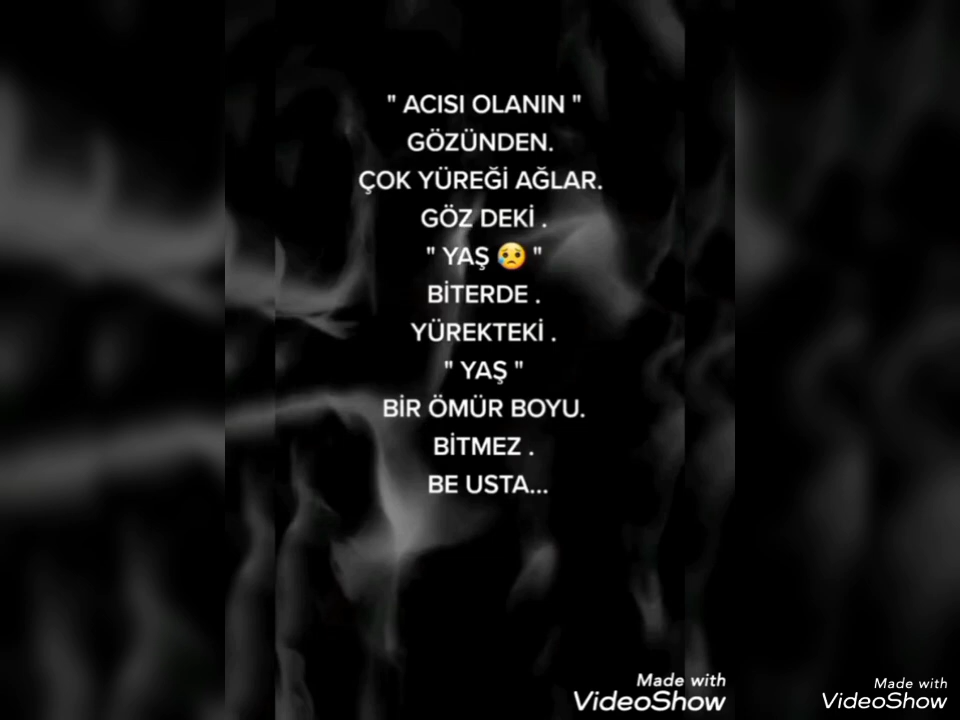 " ACISI OLANIN "
GÖZÜNDEN.
ÇOK YÜREĞİ AĞLAR.
GÖZ DEKİ .
" YAŞ 😥 "
BİTERDE .
YÜREKTEKİ .
" YAŞ "
BİR ÖMÜR BOYU.
BİTMEZ .
BE USTA...
Made with
VideoShow
Made with
VideoShow